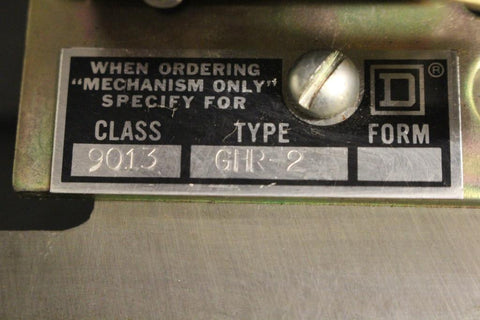 WHEN ORDERING
"MECHANISM ONLY"
SPECIFY FOR
D ®
CLASS TYPE FORM
9013 GHR-2